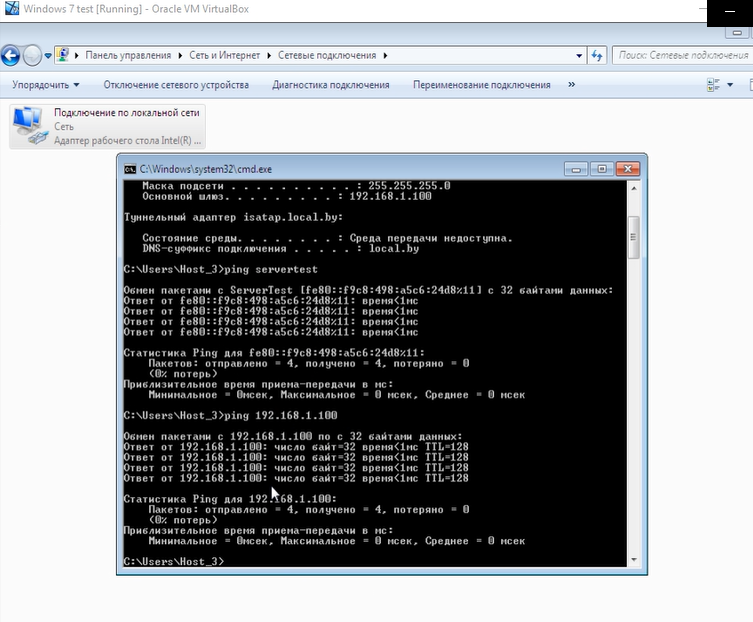 Windows 7 test [Running] - Oracle VM VirtualBox
Панель управления Сеть и Интернет Сетевые подключения
Поиск: Сетевые подключения
Упорядочить Отключение сетевого устройства Диагностика подключения Переименование подключения »
Подключение по локальной сети
Сеть
Адаптер рабочего стола Intel(R) ...
C:\Windows\system32\cmd.exe
Маска подсети . . . . . . . . . . : 255.255.255.0
Основной шлюз. . . . . . . . . : 192.168.1.100
Туннельный адаптер isatap.local.by:
Состояние среды. . . . . . . . : Среда передачи недоступна.
DNS-суффикс подключения . . . . . : local.by
C:\Users\Host_3>ping servertest
Обмен пакетами с ServerTest [fe80::f9c8:498:a5c6:24d8%11] с 32 байтами данных:
Ответ от fe80::f9c8:498:a5c6:24d8%11: время<1мс
Ответ от fe80::f9c8:498:a5c6:24d8%11: время<1мс
Ответ от fe80::f9c8:498:a5c6:24d8%11: время<1мс
Ответ от fe80::f9c8:498:a5c6:24d8%11: время<1мс
Статистика Ping для fe80::f9c8:498:a5c6:24d8%11:
Пакетов: отправлено = 4, получено = 4, потеряно = 0
(0% потерь)
Приблизительное время приема-передачи в мс:
Минимальное = 0мсек, Максимальное = 0 мсек, Среднее = 0 мсек
C:\Users\Host_3>ping 192.168.1.100
Обмен пакетами с 192.168.1.100 по с 32 байтами данных:
Ответ от 192.168.1.100: число байт=32 время<1мс TTL=128
Ответ от 192.168.1.100: число байт=32 время<1мс TTL=128
Ответ от 192.168.1.100: число байт=32 время<1мс TTL=128
Ответ от 192.168.1.100: число байт=32 время<1мс TTL=128
Статистика Ping для 192.168.1.100:
Пакетов: отправлено = 4, получено = 4, потеряно = 0
(0% потерь)
Приблизительное время приема-передачи в мс:
Минимальное = 0мсек, Максимальное = 0 мсек, Среднее = 0 мсек
C:\Users\Host_3>